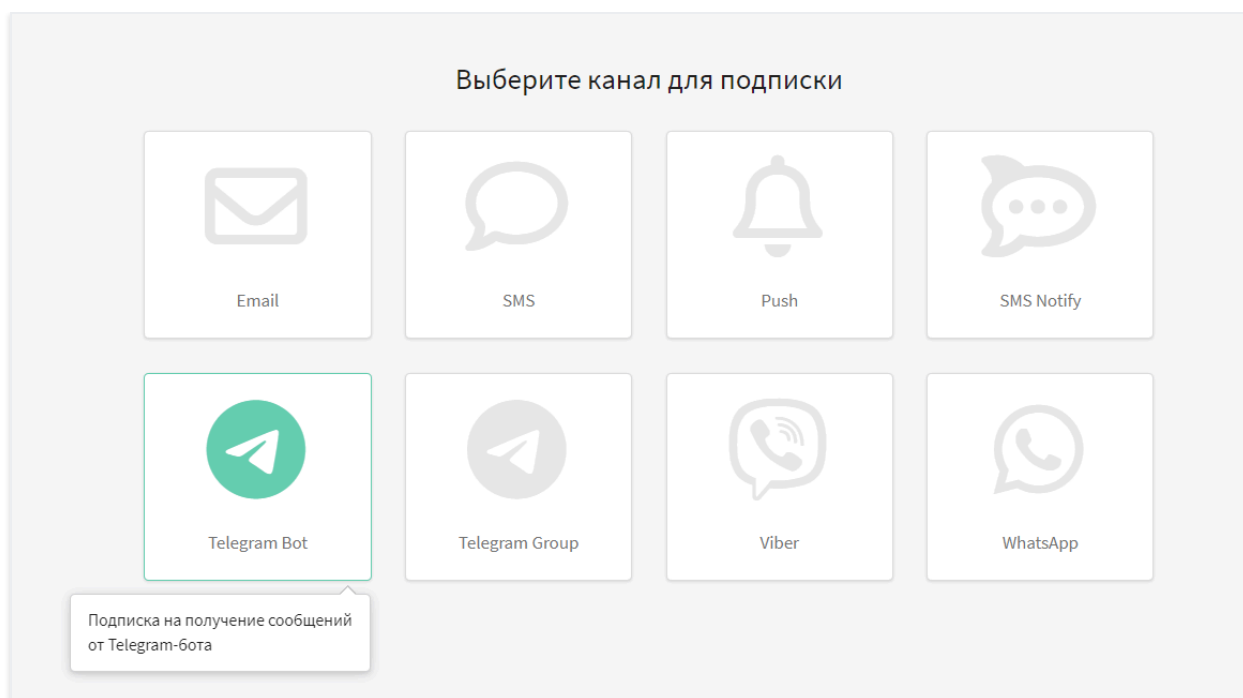 Выберите канал для подписки
Email
SMS
Push
SMS Notify
Telegram Bot
Telegram Group
Viber
WhatsApp
Подписка на получение сообщений
от Telegram-бота